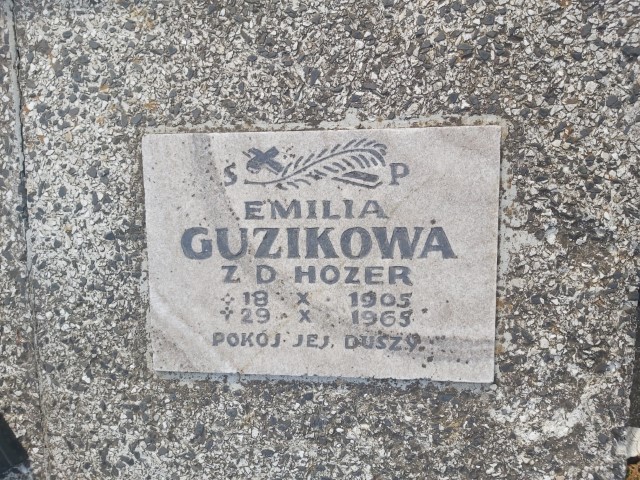 S P
EMILIA
GUZIKOWA
Z D HOZER
* 18 X 1905
† 29 X 1965
POKÓJ JEJ DUSZY